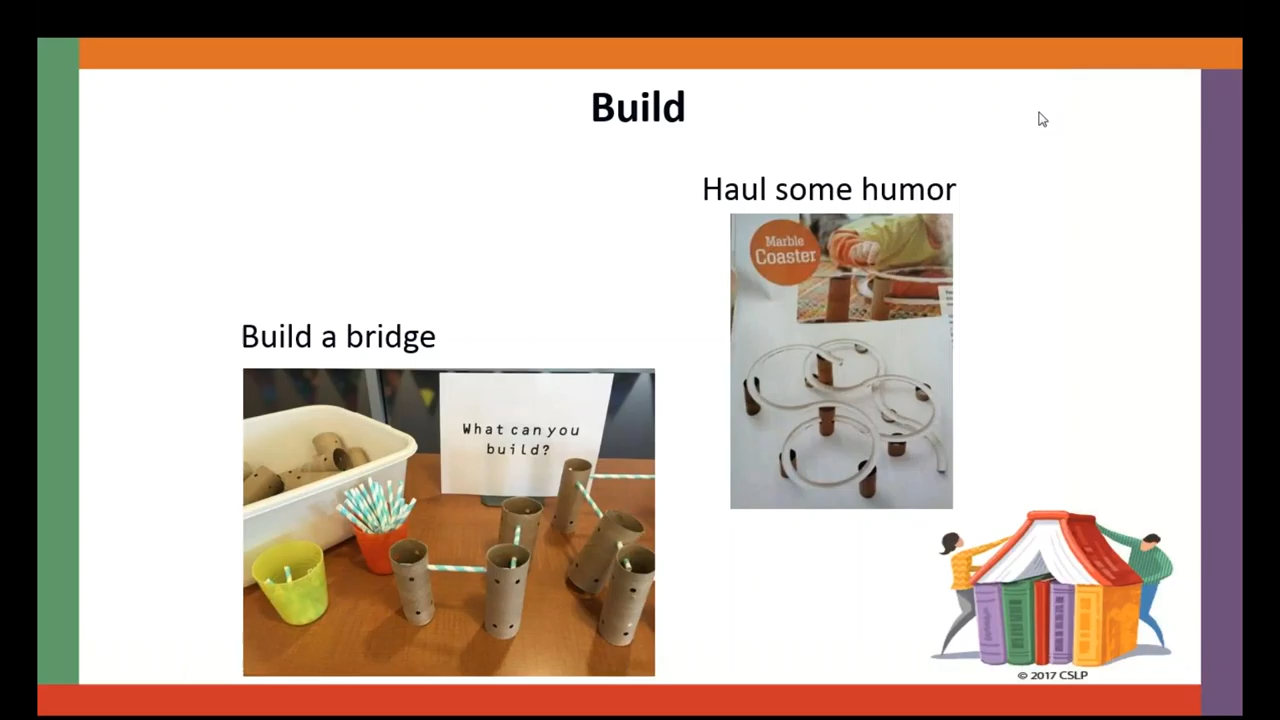 Build
Haul some humor
Marble
Coaster
Build a bridge
What can you
build?
© 2017 CSLP